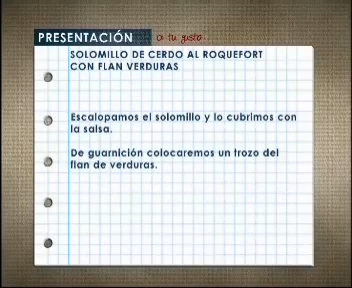 PRESENTACIÓN a tu gusto
SOLOMILLO DE CERDO AL ROQUEFORT
CON FLAN VERDURAS
Escalopamos el solomillo y lo cubrimos con
la salsa.
De guarnición colocaremos un trozo del
flan de verduras.